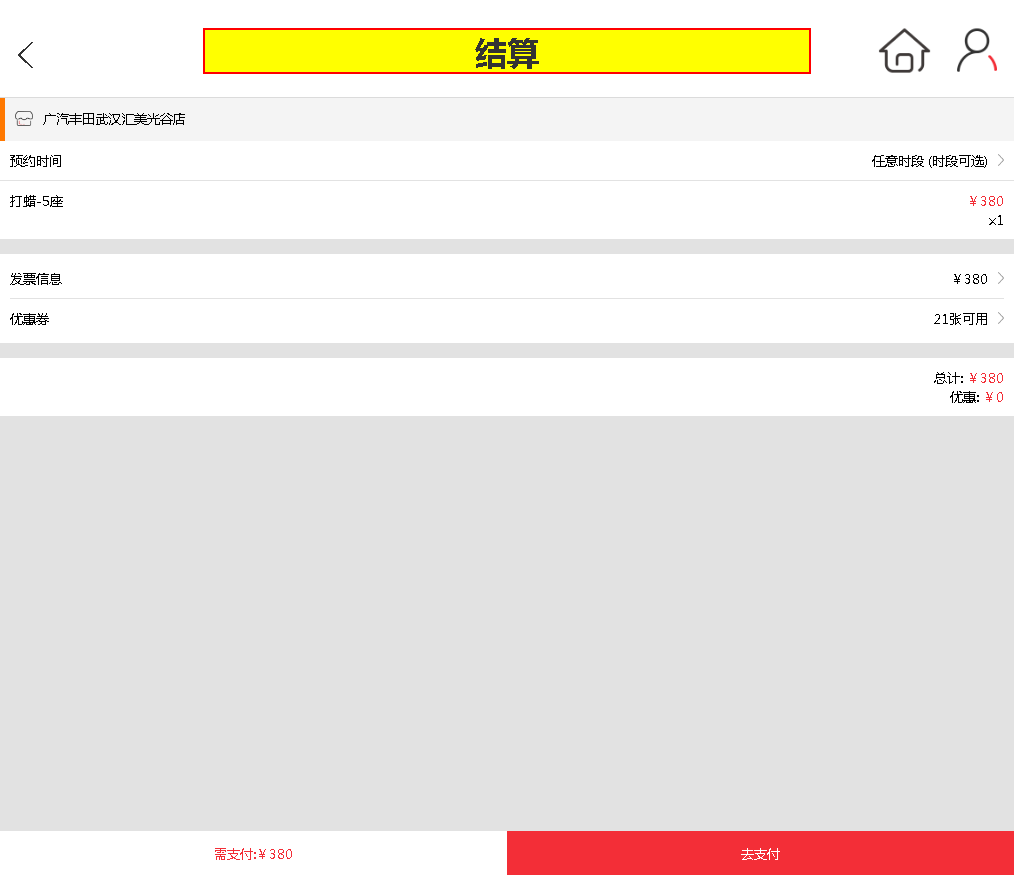 结算
广汽丰田武汉汇美光谷店
预约时间 任意时段 (时段可选)
打蜡-5座 ¥380
x1
发票信息 ¥380
优惠券 21张可用
总计: ¥380
优惠: ¥0
需支付:¥380 去支付